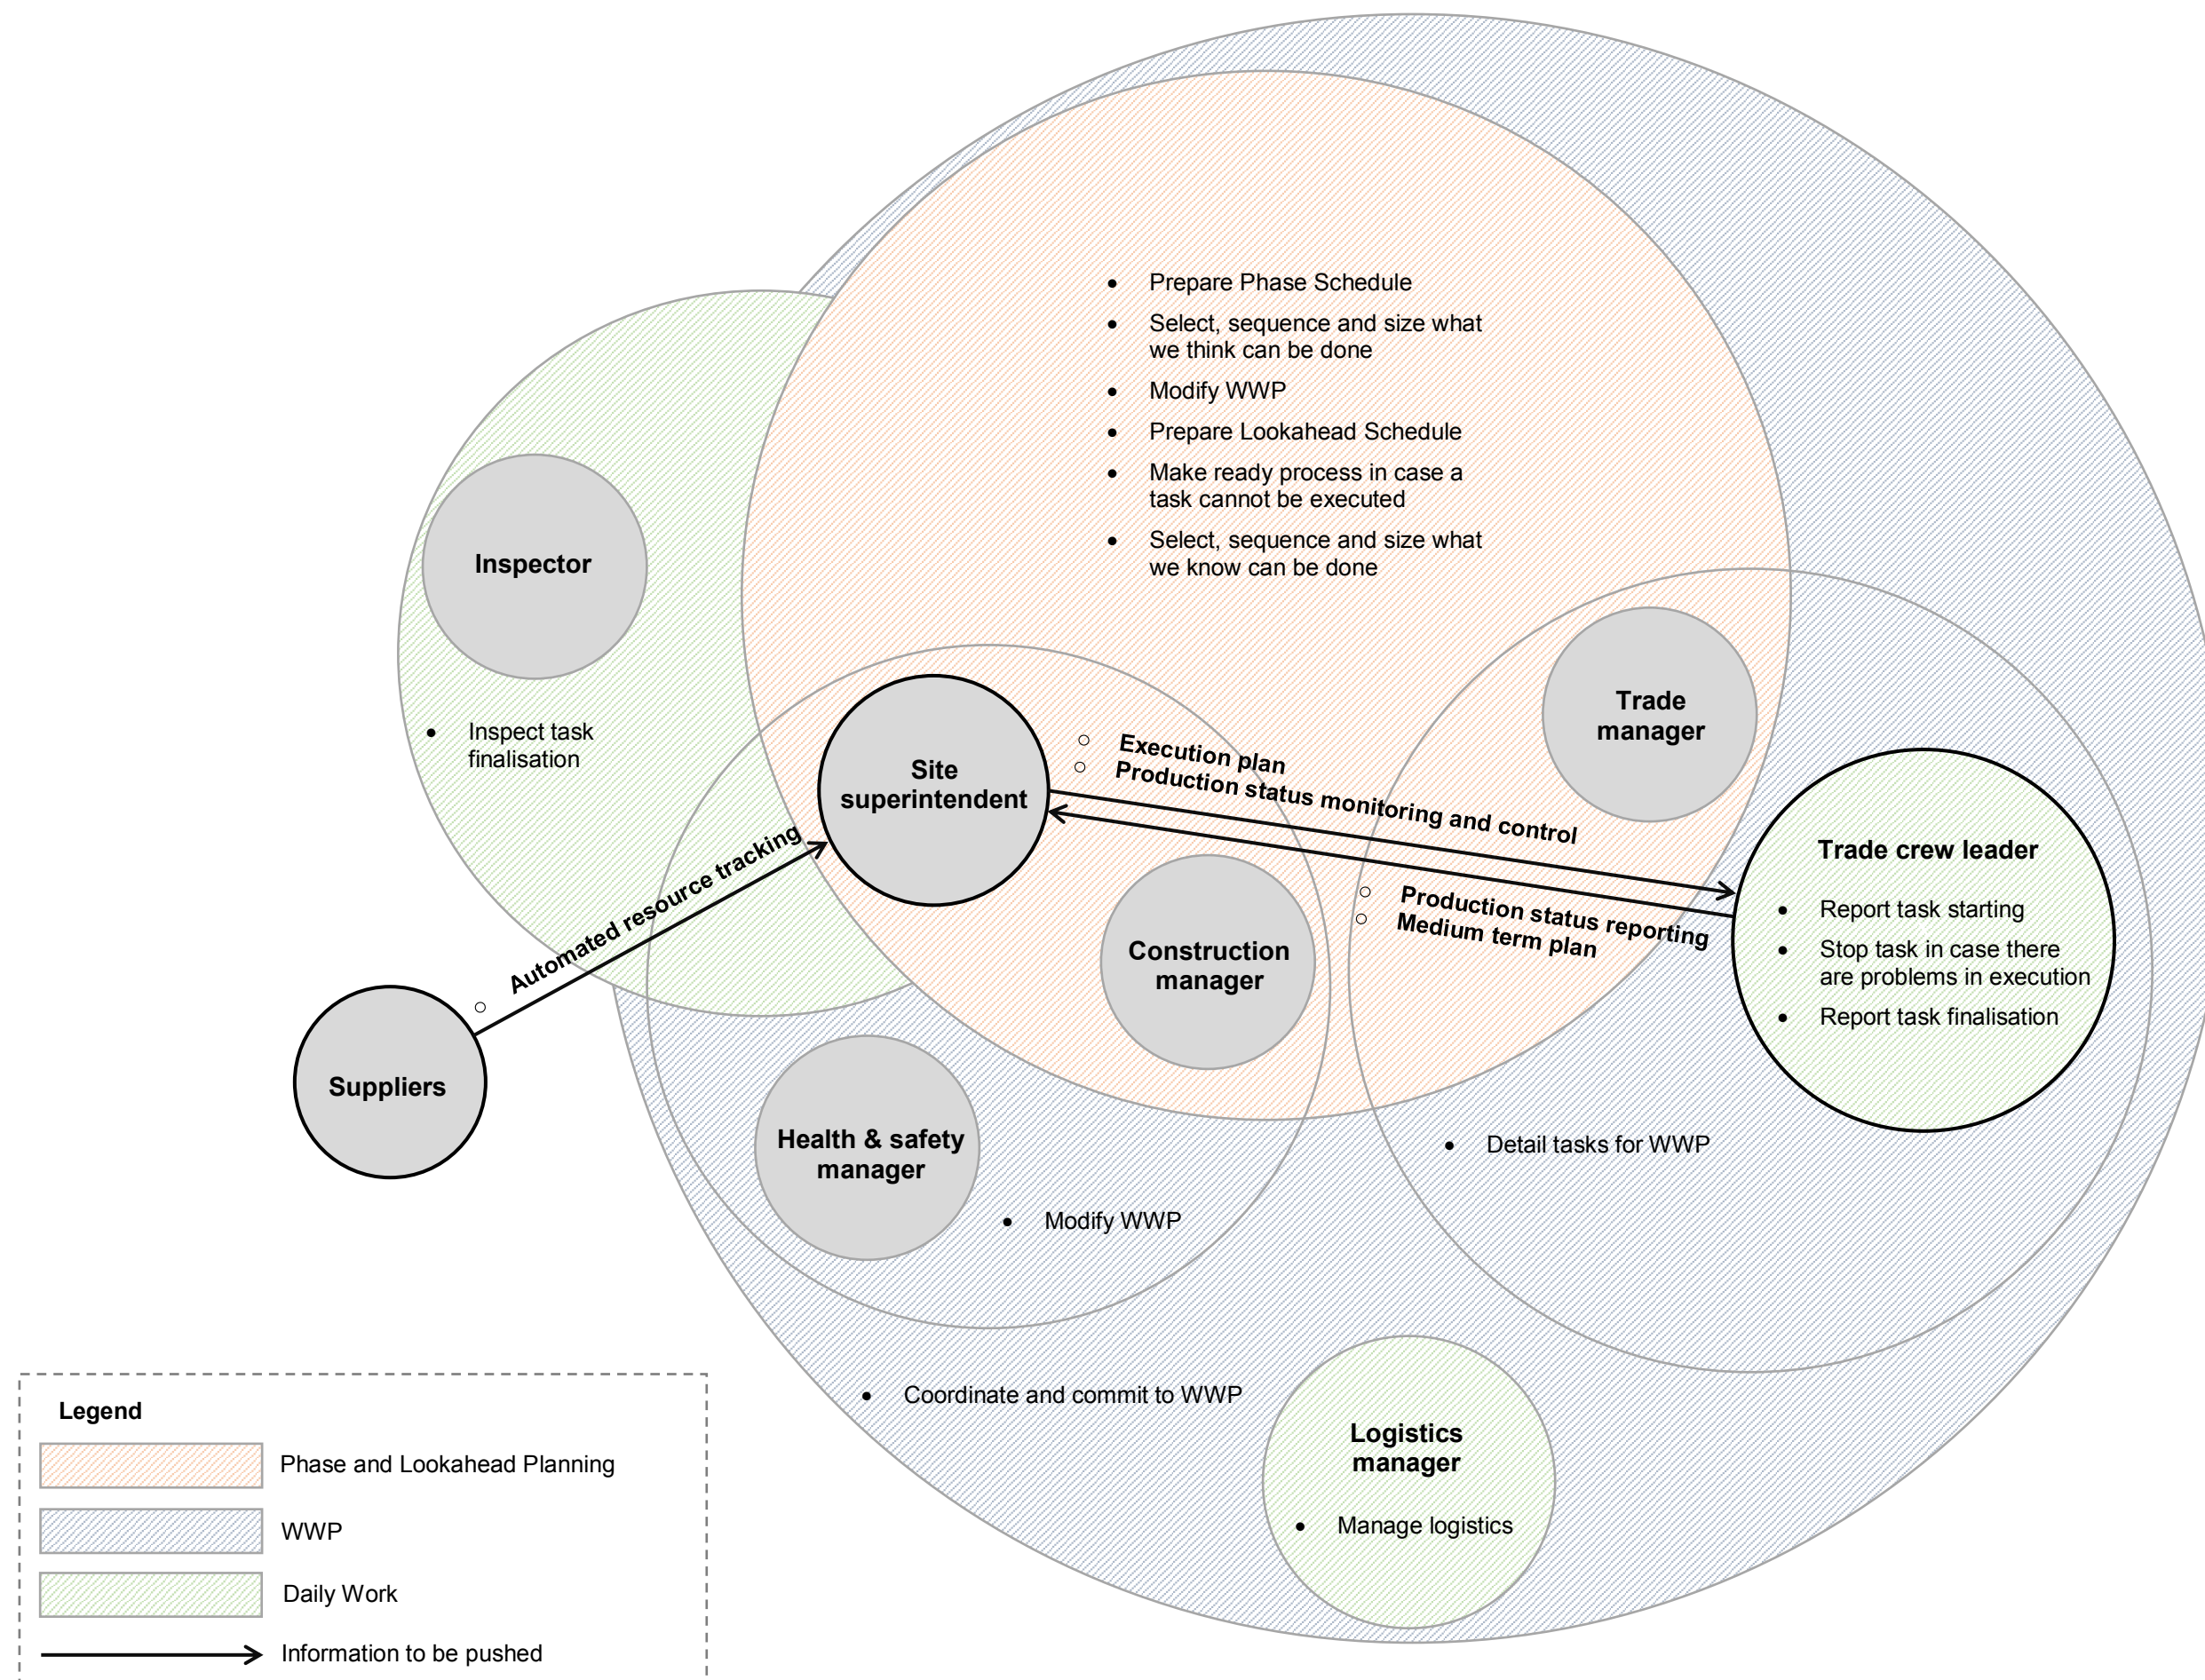 • Prepare Phase Schedule
• Select, sequence and size what
we think can be done
• Modify WWP
• Prepare Lookahead Schedule
• Make ready process in case a
task cannot be executed
• Select, sequence and size what
we know can be done
Inspector
• Inspect task
finalisation
Site
superintendent
○ Execution plan
○ Production status monitoring and control
Trade
manager
Trade crew leader
• Report task starting
• Stop task in case there
are problems in execution
• Report task finalisation
○ Production status reporting
○ Medium term plan
Construction
manager
○ Automated resource tracking
Suppliers
Health & safety
manager
• Modify WWP
• Detail tasks for WWP
• Coordinate and commit to WWP
Logistics
manager
• Manage logistics
Legend
Phase and Lookahead Planning
WWP
Daily Work
Information to be pushed